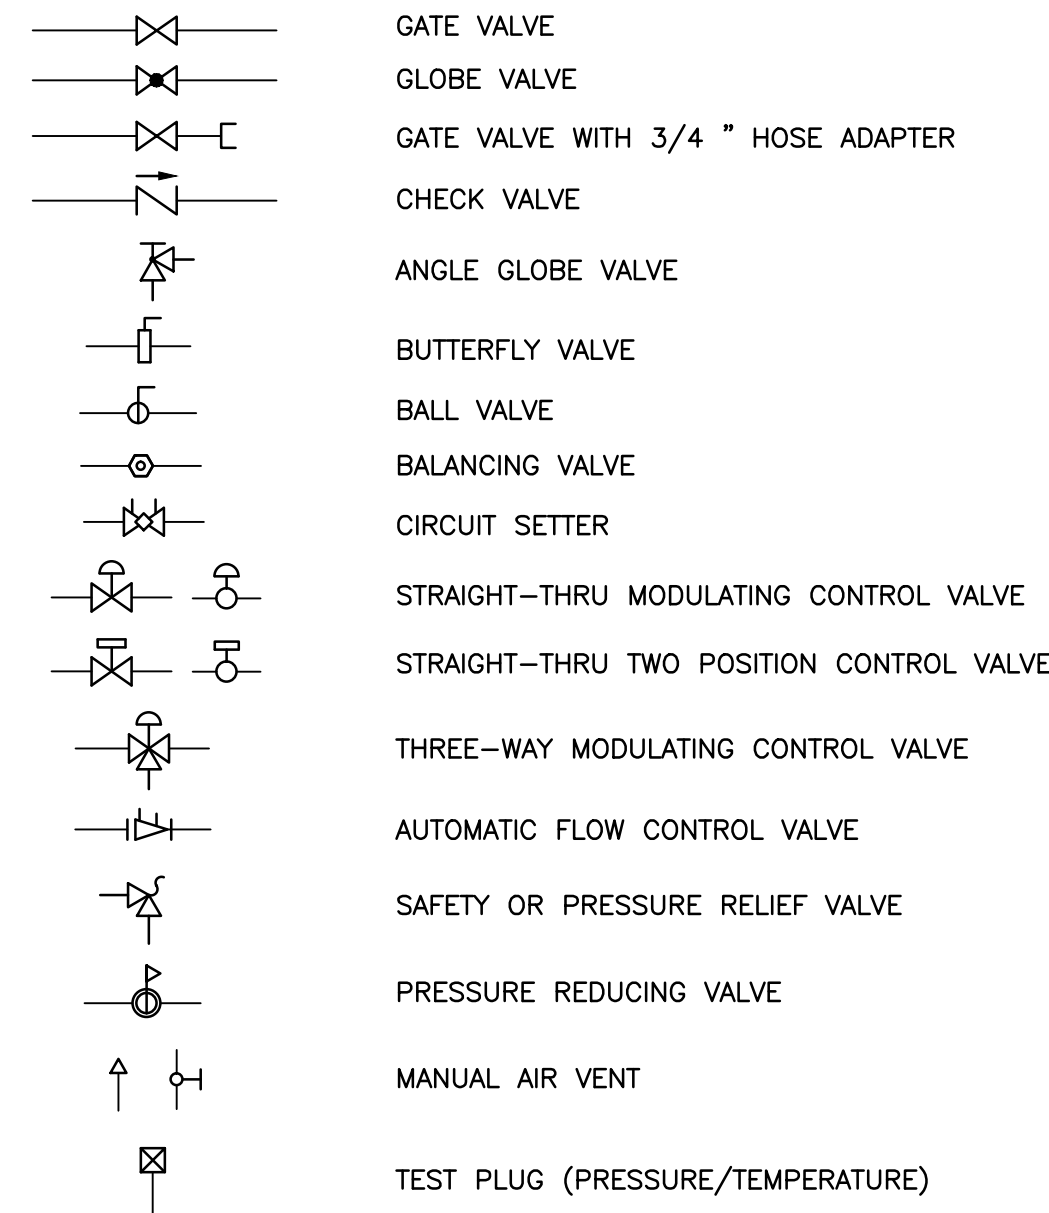 GATE VALVE
GLOBE VALVE
GATE VALVE WITH 3/4 " HOSE ADAPTER
CHECK VALVE
ANGLE GLOBE VALVE
BUTTERFLY VALVE
BALL VALVE
BALANCING VALVE
CIRCUIT SETTER
STRAIGHT-THRU MODULATING CONTROL VALVE
STRAIGHT-THRU TWO POSITION CONTROL VALVE
THREE-WAY MODULATING CONTROL VALVE
AUTOMATIC FLOW CONTROL VALVE
SAFETY OR PRESSURE RELIEF VALVE
PRESSURE REDUCING VALVE
MANUAL AIR VENT
TEST PLUG (PRESSURE/TEMPERATURE)